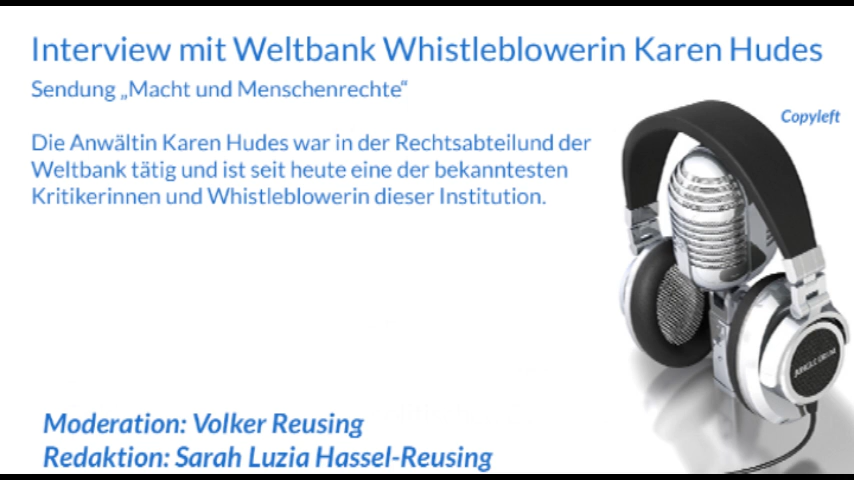 Interview mit Weltbank Whistleblowerin Karen Hudes
Sendung „Macht und Menschenrechte“
Copyleft
Die Anwältin Karen Hudes war in der Rechtsabteilund der
Weltbank tätig und ist seit heute eine der bekanntesten
Kritikerinnen und Whistleblowerin dieser Institution.
JUNGLE DRUM
Moderation: Volker Reusing
Redaktion: Sarah Luzia Hassel-Reusing